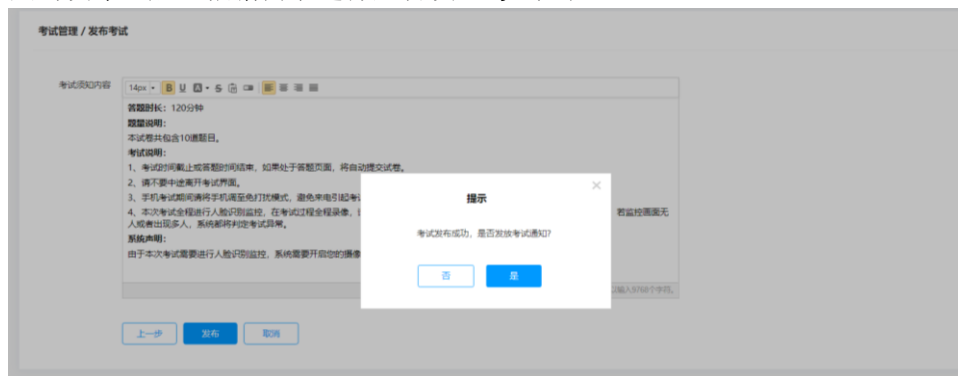 考试管理 / 发布考试
考试须知内容
14px B U A S
答题时长：120分钟
题量说明：
本试卷共包含10道题目。
考试说明：
1、考试时间截止或答题时间结束，如果处于答题页面，将自动提交试卷。
2、请不要中途离开考试界面。
3、手机考试期间请将手机调至免打扰模式，避免来电引起考
4、本次考试全程进行人脸识别监控，在考试过程全程录像，
若监控画面无
人或者出现多人，系统都将判定考试异常。
系统声明：
由于本次考试需要进行人脸识别监控，系统需要开启您的摄像
提示
考试发布成功，是否发放考试通知?
否 是
上一步 发布 取消